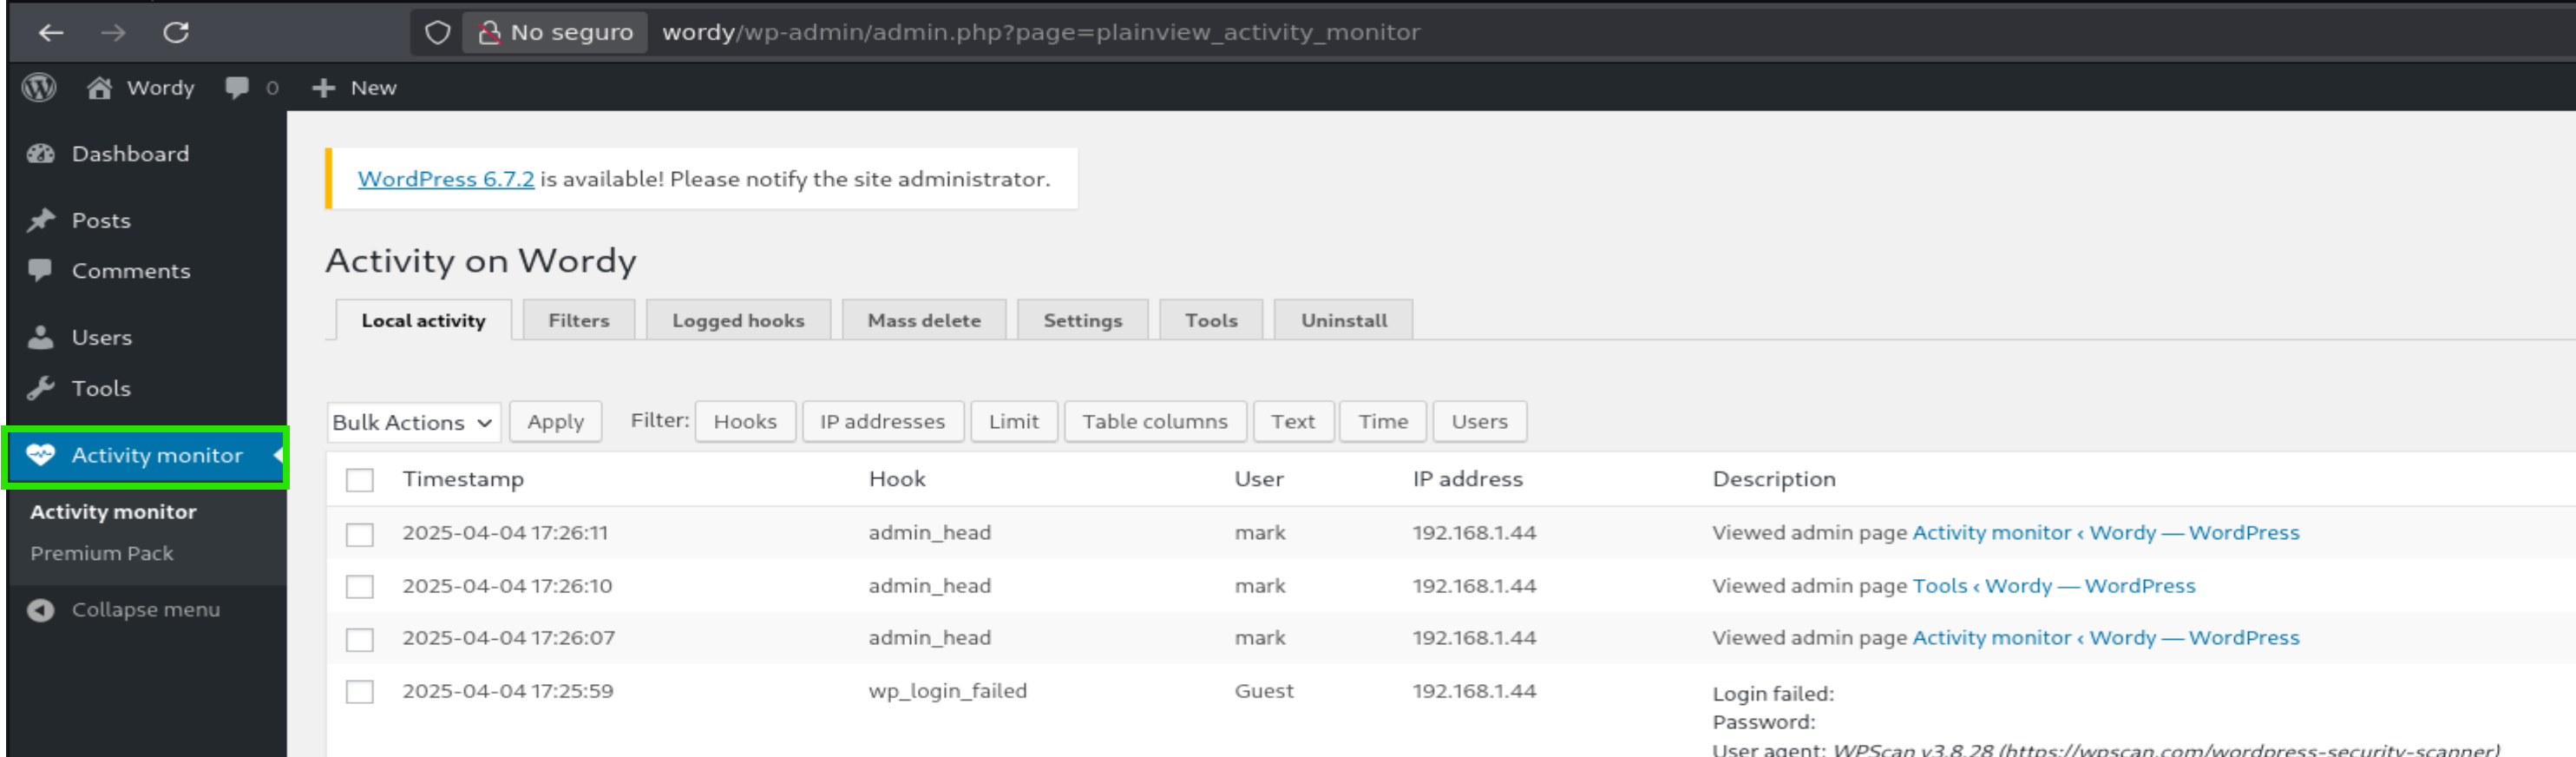 No seguro wordy/wp-admin/admin.php?page=plainview_activity_monitor
Wordy 0 New
Dashboard
Posts
Comments
Users
Tools
Activity monitor
Activity monitor
Premium Pack
Collapse menu
WordPress 6.7.2 is available! Please notify the site administrator.
Activity on Wordy
Local activity Filters Logged hooks Mass delete Settings Tools Uninstall
Bulk Actions Apply Filter: Hooks IP addresses Limit Table columns Text Time Users
Timestamp Hook User IP address Description
2025-04-04 17:26:11 admin_head mark 192.168.1.44 Viewed admin page Activity monitor ‹ Wordy — WordPress
2025-04-04 17:26:10 admin_head mark 192.168.1.44 Viewed admin page Tools ‹ Wordy — WordPress
2025-04-04 17:26:07 admin_head mark 192.168.1.44 Viewed admin page Activity monitor ‹ Wordy — WordPress
2025-04-04 17:25:59 wp_login_failed Guest 192.168.1.44 Login failed:
Password:
User agent: WPScan v3.8.28 (https://wpscan.com/wordpress-security-scanner)